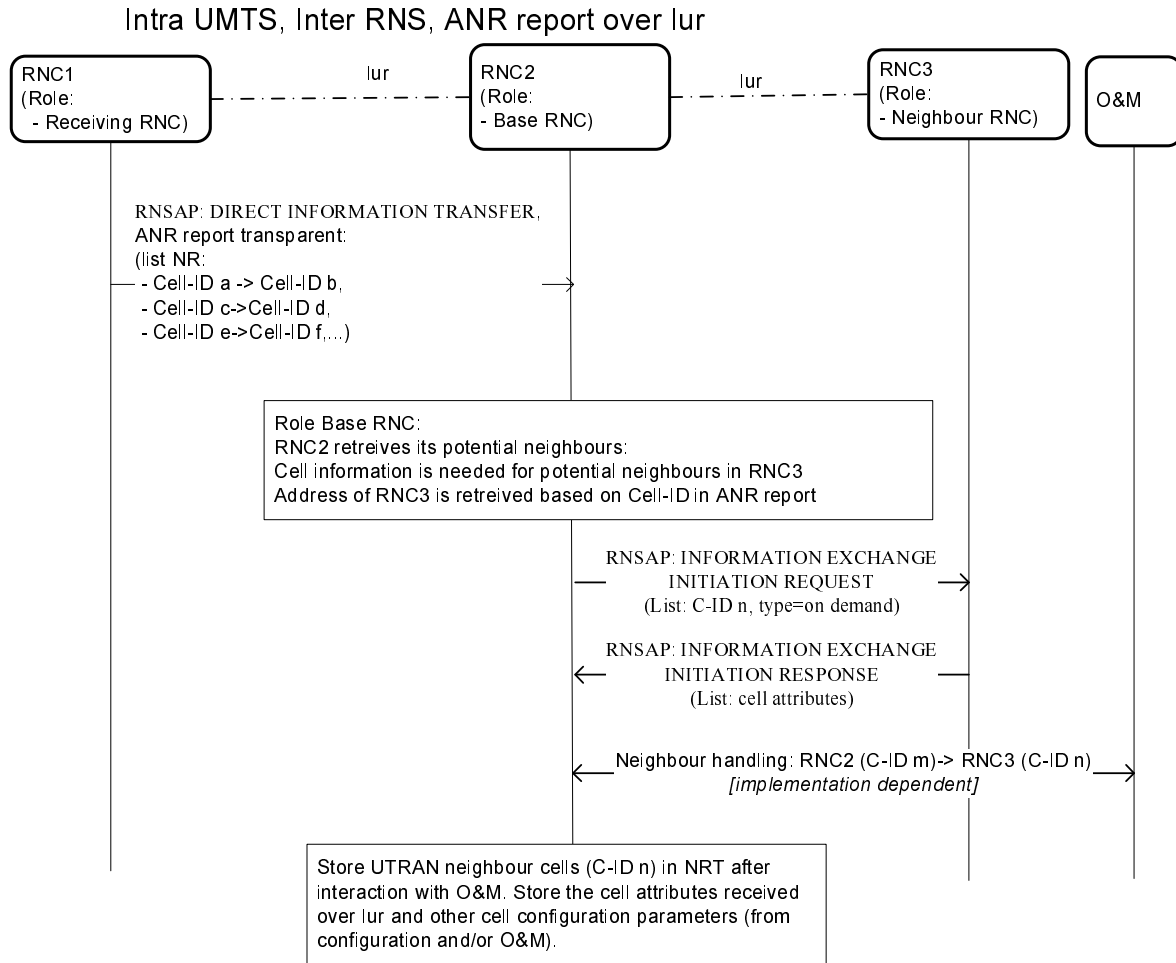 Intra UMTS, Inter RNS, ANR report over Iur
RNC1
(Role:
- Receiving RNC)
Iur
RNC2
(Role:
- Base RNC)
Iur
RNC3
(Role:
- Neighbour RNC)
O&M
RNSAP: DIRECT INFORMATION TRANSFER,
ANR report transparent:
(list NR:
- Cell-ID a -> Cell-ID b,
- Cell-ID c->Cell-ID d,
- Cell-ID e->Cell-ID f,...)
Role Base RNC:
RNC2 retreives its potential neighbours:
Cell information is needed for potential neighbours in RNC3
Address of RNC3 is retreived based on Cell-ID in ANR report
RNSAP: INFORMATION EXCHANGE
INITIATION REQUEST
(List: C-ID n, type=on demand)
RNSAP: INFORMATION EXCHANGE
INITIATION RESPONSE
(List: cell attributes)
Neighbour handling: RNC2 (C-ID m)-> RNC3 (C-ID n)
[implementation dependent]
Store UTRAN neighbour cells (C-ID n) in NRT after
interaction with O&M. Store the cell attributes received
over Iur and other cell configuration parameters (from
configuration and/or O&M).